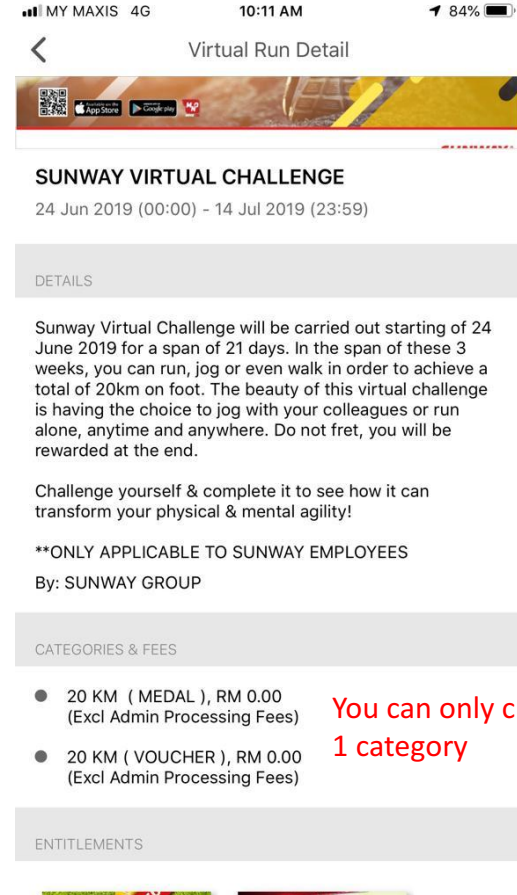 MY MAXIS 4G 10:11 AM 84%
Virtual Run Detail
Available on the App Store Google play
SUNWAY VIRTUAL CHALLENGE
24 Jun 2019 (00:00) - 14 Jul 2019 (23:59)
DETAILS
Sunway Virtual Challenge will be carried out starting of 24
June 2019 for a span of 21 days. In the span of these 3
weeks, you can run, jog or even walk in order to achieve a
total of 20km on foot. The beauty of this virtual challenge
is having the choice to jog with your colleagues or run
alone, anytime and anywhere. Do not fret, you will be
rewarded at the end.
Challenge yourself & complete it to see how it can
transform your physical & mental agility!
**ONLY APPLICABLE TO SUNWAY EMPLOYEES
By: SUNWAY GROUP
CATEGORIES & FEES
20 KM ( MEDAL ), RM 0.00
(Excl Admin Processing Fees)
20 KM ( VOUCHER ), RM 0.00
(Excl Admin Processing Fees)
You can only c
1 category
ENTITLEMENTS